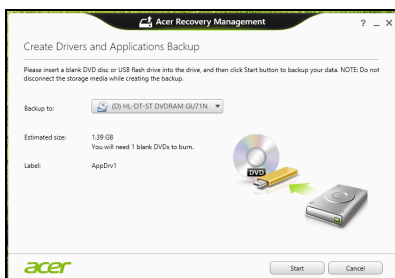 Acer Recovery Management
Create Drivers and Applications Backup
Please insert a blank DVD disc or USB flash drive into the drive, and then click Start button to backup your data. NOTE: Do not
disconnect the storage media while creating the backup.
Backup to:
(D) HL-DT-ST DVDRAM GU71N
Estimated size:
1.39 GB
You will need 1 blank DVDs to burn.
Label:
AppDrv1
DVD
acer
Start
Cancel